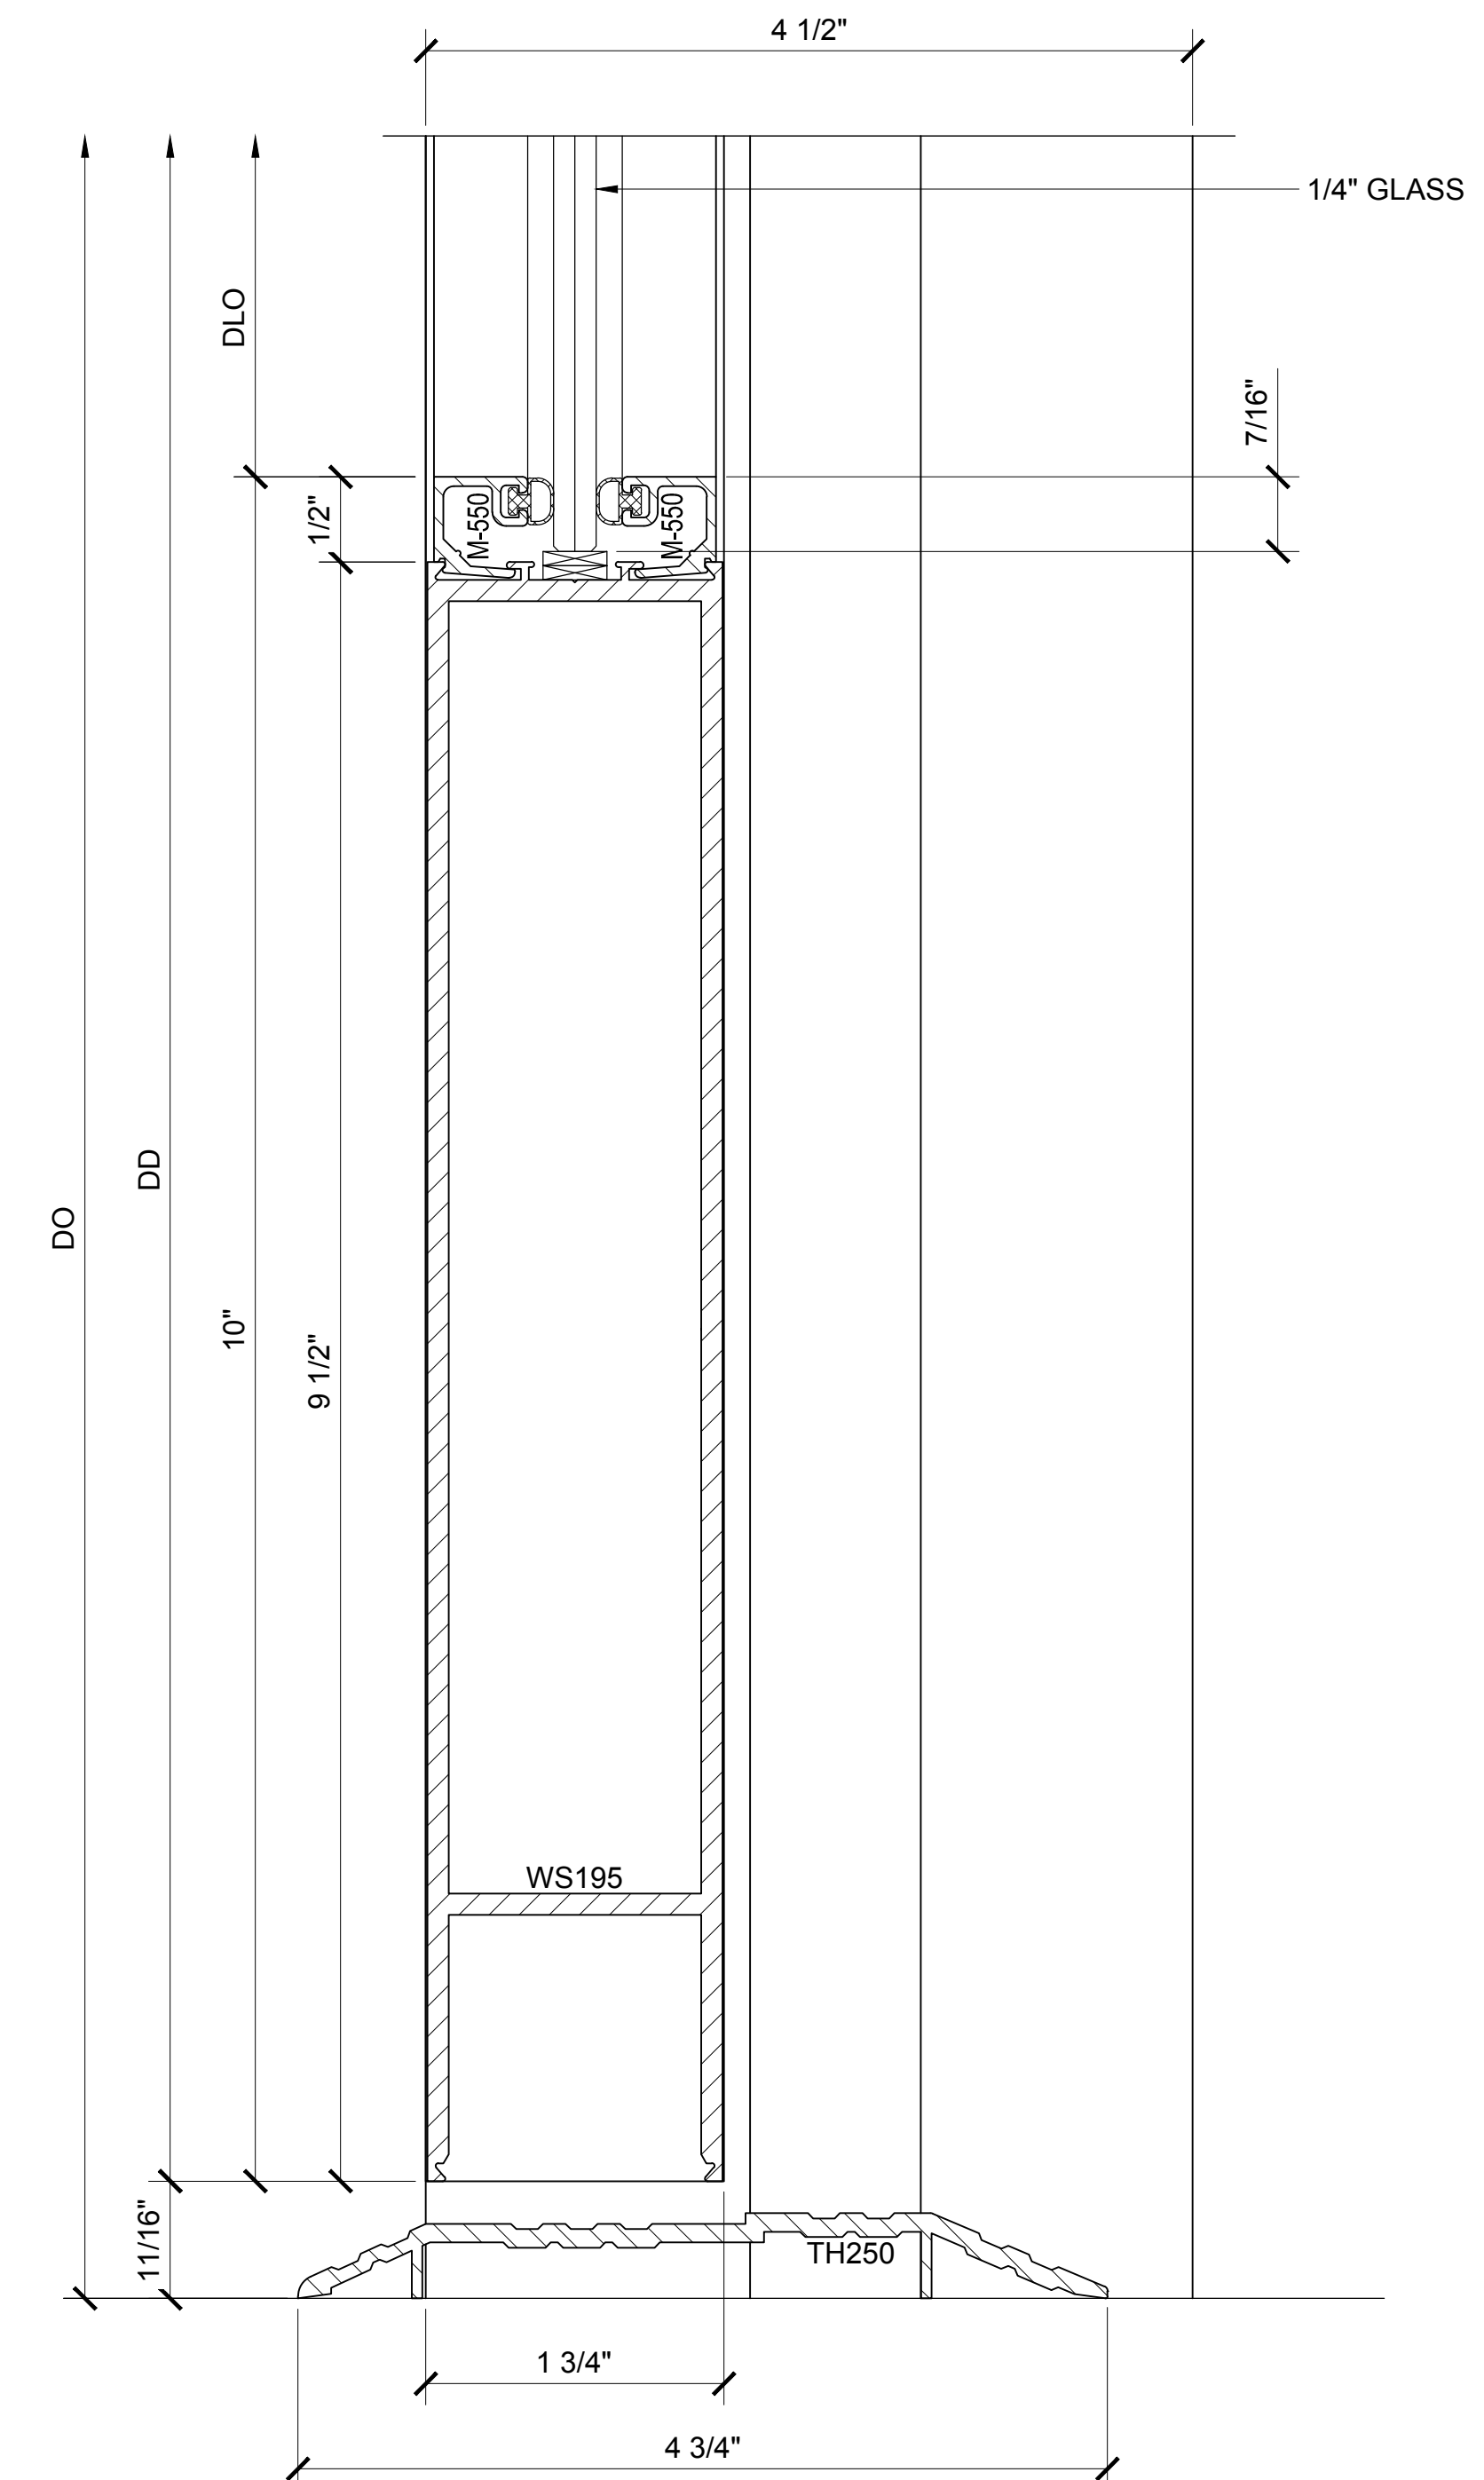 4 1/2"
1/4" GLASS
DLO
7/16"
1/2"
M-550
M-550
DD
DO
10"
9 1/2"
WS195
11/16"
TH250
1 3/4"
4 3/4"